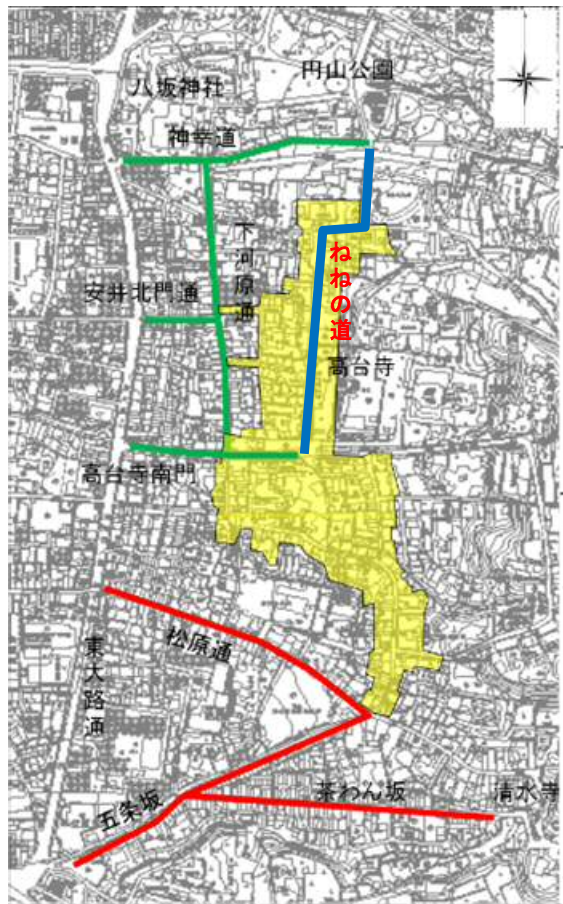 円山公園
八坂神社
神幸道
下河原通
ねねの道
安井北門通
高台寺
高台寺南門
松原通
東大路通
茶わん坂
清水寺
五条坂